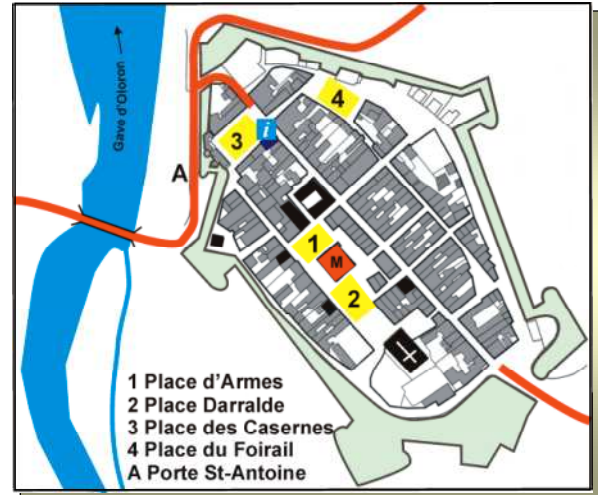 Gave d'Oloron
4
3
i
A
1
M
2
1 Place d'Armes
2 Place Darralde
3 Place des Casernes
4 Place du Foirail
A Porte St-Antoine